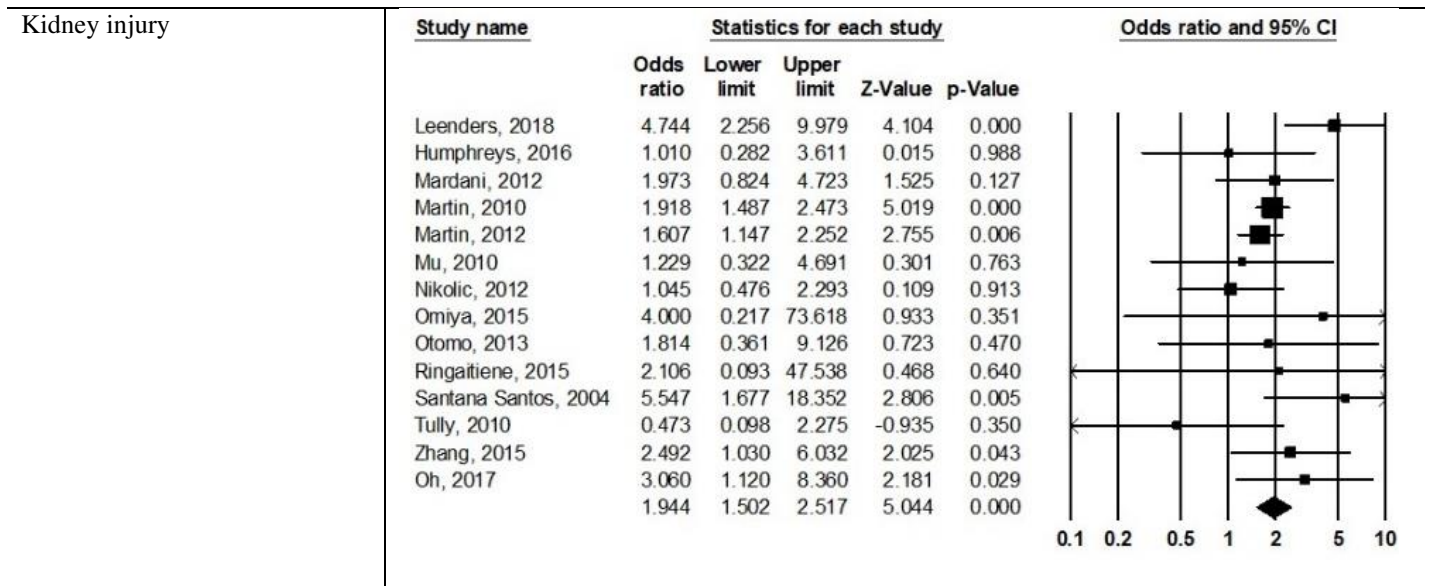 Kidney injury
Study name Statistics for each study Odds ratio and 95% CI
Odds ratio Lower limit Upper limit Z-Value p-Value
Leenders, 2018 4.744 2.256 9.979 4.104 0.000
Humphreys, 2016 1.010 0.282 3.611 0.015 0.988
Mardani, 2012 1.973 0.824 4.723 1.525 0.127
Martin, 2010 1.918 1.487 2.473 5.019 0.000
Martin, 2012 1.607 1.147 2.252 2.755 0.006
Mu, 2010 1.229 0.322 4.691 0.301 0.763
Nikolic, 2012 1.045 0.476 2.293 0.109 0.913
Omiya, 2015 4.000 0.217 73.618 0.933 0.351
Otomo, 2013 1.814 0.361 9.126 0.723 0.470
Ringaitiene, 2015 2.106 0.093 47.538 0.468 0.640
Santana Santos, 2004 5.547 1.677 18.352 2.806 0.005
Tully, 2010 0.473 0.098 2.275 -0.935 0.350
Zhang, 2015 2.492 1.030 6.032 2.025 0.043
Oh, 2017 3.060 1.120 8.360 2.181 0.029
1.944 1.502 2.517 5.044 0.000
0.1 0.2 0.5 1 2 5 10